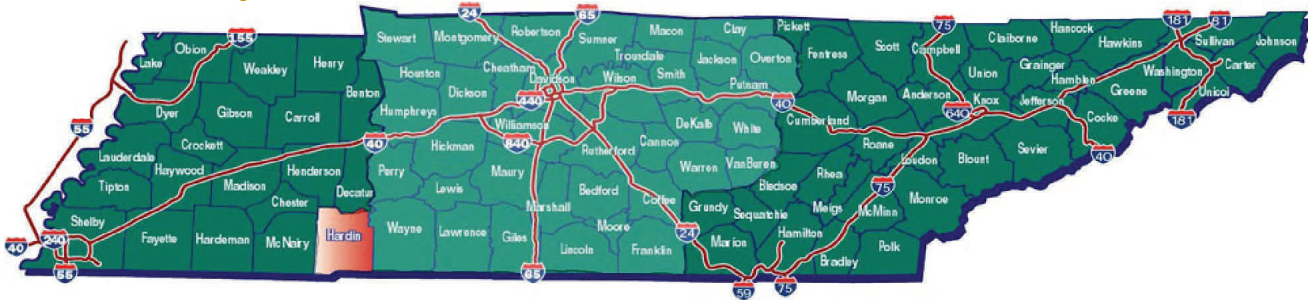 24
65
75
181
81
155
Stewart
Montgomery
Robertson
Sumner
Macon
Clay
Pickett
Scott
Campbell
Claiborne
Hancock
Hawkins
Sullivan
Johnson
Lake
Obion
Weakley
Henry
Benton
Houston
Cheatham
Davidson
Trousdale
Wilson
Smith
Jackson
Overton
Fentress
Union
Grainger
Hamblen
Washington
Carter
Unicoi
Greene
Dyer
Gibson
Carroll
Humphreys
Dickson
440
Putnam
40
Morgan
Anderson
Knox
640
Jefferson
Cocke
181
55
Crockett
40
Williamson
840
Hickman
Rutherford
Cannon
DeKalb
White
Cumberland
Roane
Loudon
Blount
Sevier
40
Lauderdale
Haywood
Madison
Henderson
Decatur
Perry
Lewis
Maury
Bedford
Coffee
Warren
VanBuren
Bledsoe
Rhea
75
Monroe
Tipton
Chester
Marshall
Grundy
Sequatchie
Meigs
McMinn
Shelby
Fayette
Hardeman
McNairy
Hardin
Wayne
Lawrence
Giles
Lincoln
Moore
Franklin
24
Marion
Hamilton
Bradley
Polk
40
240
55
65
59
75